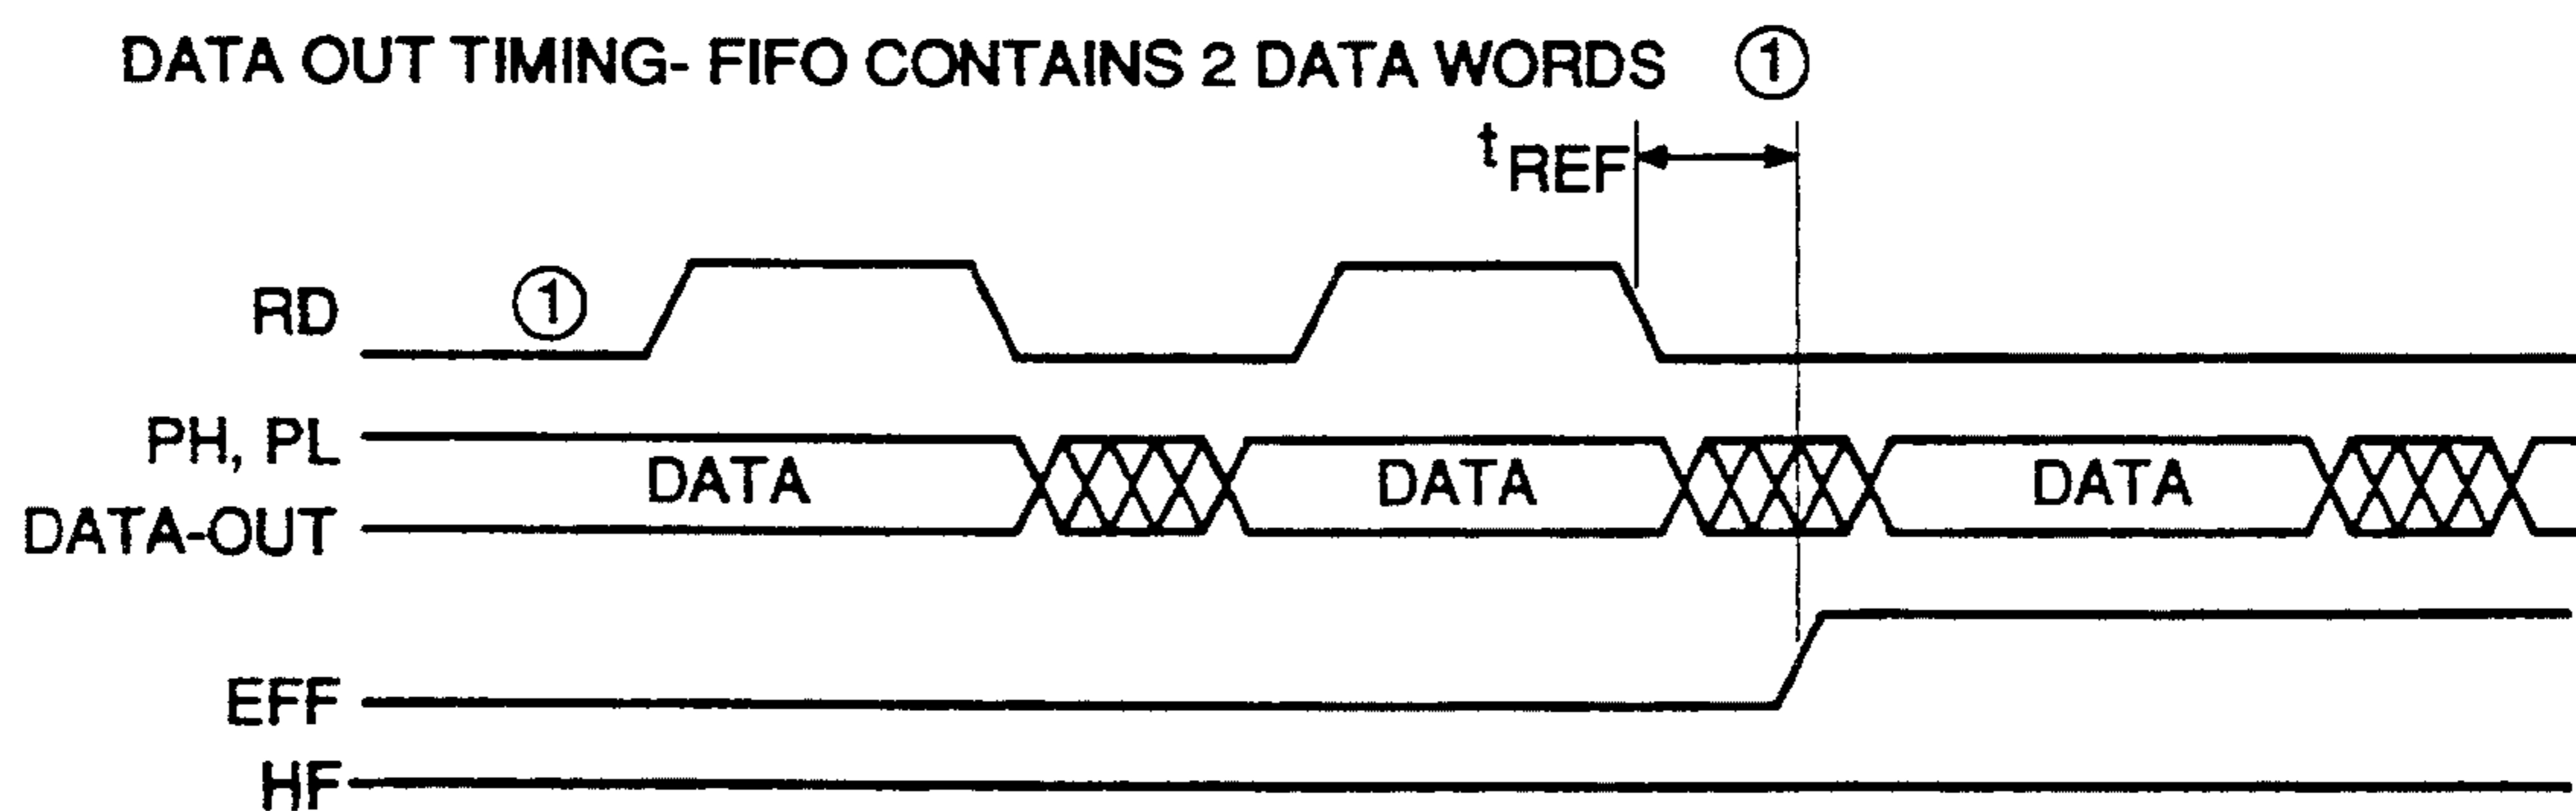 DATA OUT TIMING- FIFO CONTAINS 2 DATA WORDS ①
tREF
RD ①
PH, PL
DATA DATA DATA
DATA-OUT
EFF
HF